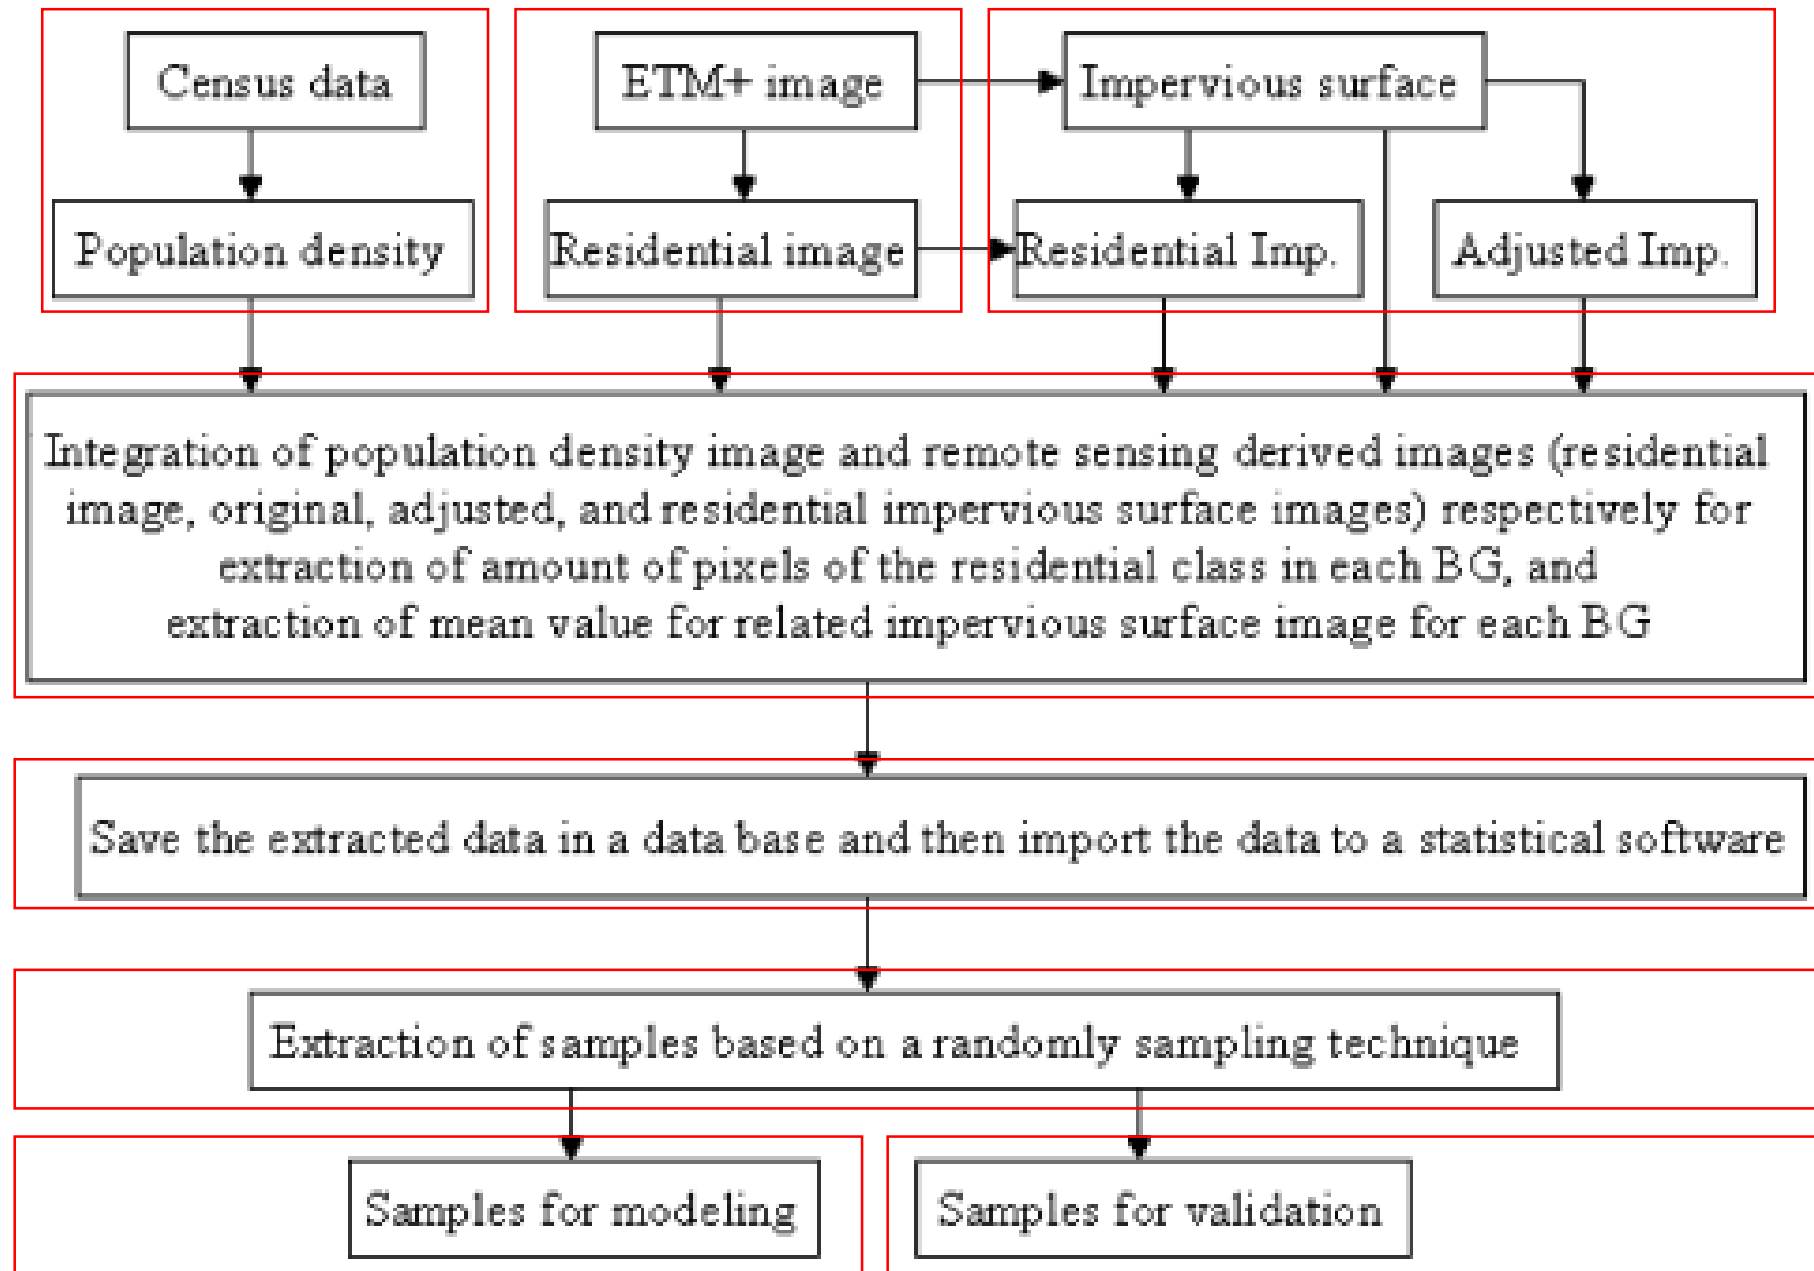 Census data
ETM+ image
Impervious surface
Population density
Residential image
Residential Imp.
Adjusted Imp.
Integration of population density image and remote sensing derived images (residential
image, original, adjusted, and residential impervious surface images) respectively for
extraction of amount of pixels of the residential class in each BG, and
extraction of mean value for related impervious surface image for each BG
Save the extracted data in a data base and then import the data to a statistical software
Extraction of samples based on a randomly sampling technique
Samples for modeling
Samples for validation